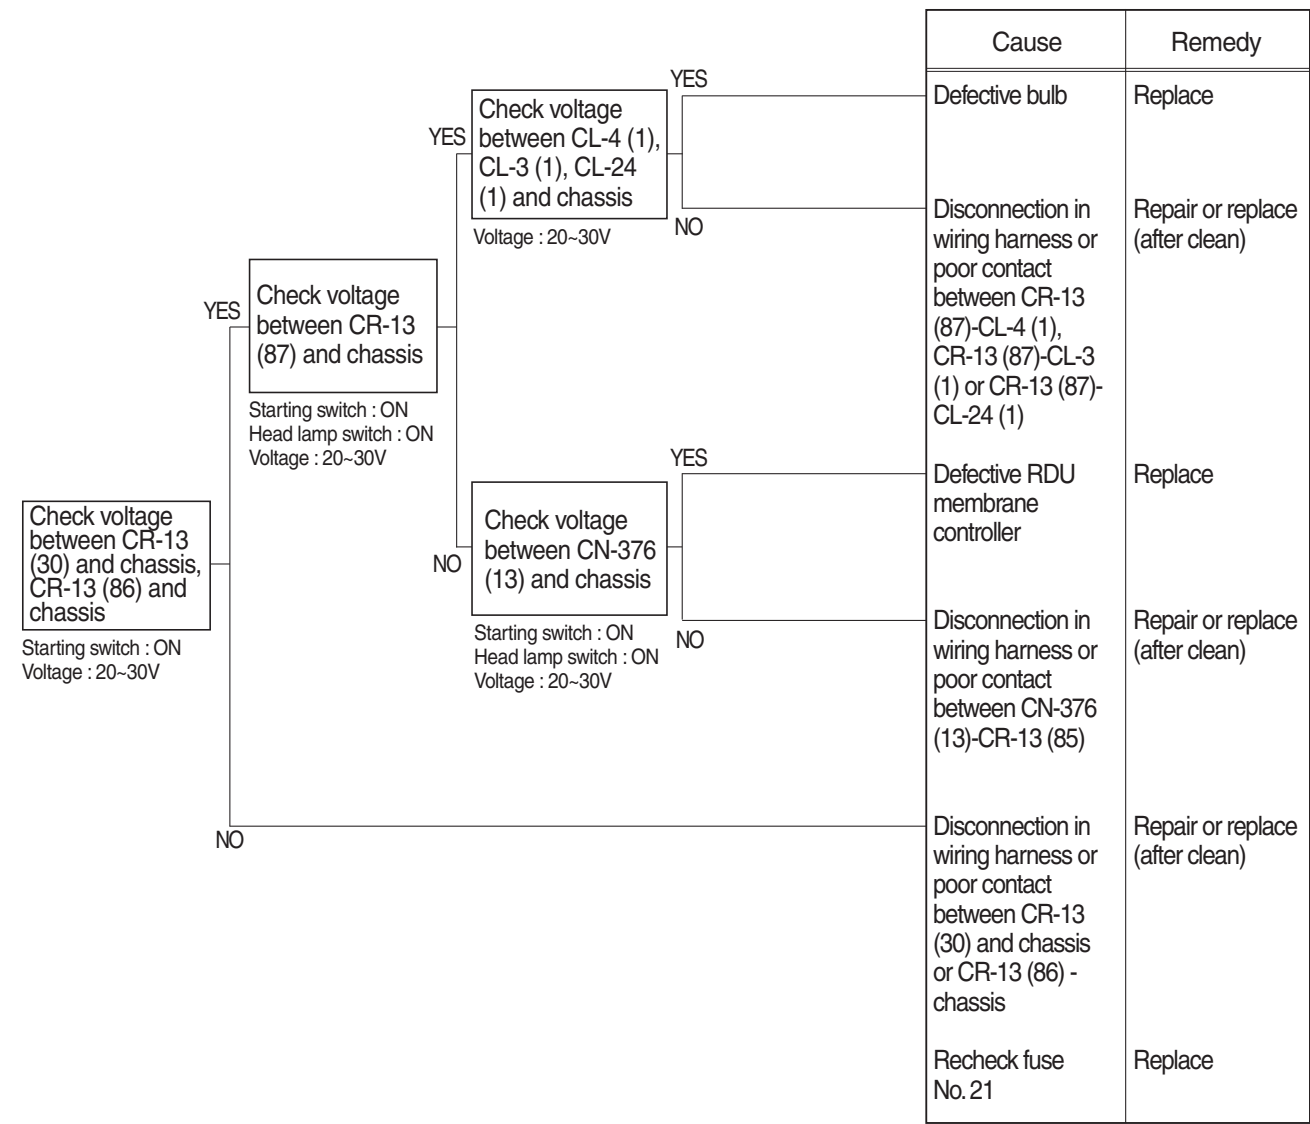 Check voltage
between CR-13
(30) and chassis,
CR-13 (86) and
chassis
Starting switch : ON
Voltage : 20~30V
YES
NO
Check voltage
between CR-13
(87) and chassis
Starting switch : ON
Head lamp switch : ON
Voltage : 20~30V
YES
NO
Check voltage
between CL-4 (1),
CL-3 (1), CL-24
(1) and chassis
Voltage : 20~30V
YES
NO
Check voltage
between CN-376
(13) and chassis
Starting switch : ON
Head lamp switch : ON
Voltage : 20~30V
YES
NO
Cause
Remedy
Defective bulb
Replace
Disconnection in
wiring harness or
poor contact
between CR-13
(87)-CL-4 (1),
CR-13 (87)-CL-3
(1) or CR-13 (87)-
CL-24 (1)
Repair or replace
(after clean)
Defective RDU
membrane
controller
Replace
Disconnection in
wiring harness or
poor contact
between CN-376
(13)-CR-13 (85)
Repair or replace
(after clean)
Disconnection in
wiring harness or
poor contact
between CR-13
(30) and chassis
or CR-13 (86) -
chassis
Repair or replace
(after clean)
Recheck fuse
No. 21
Replace